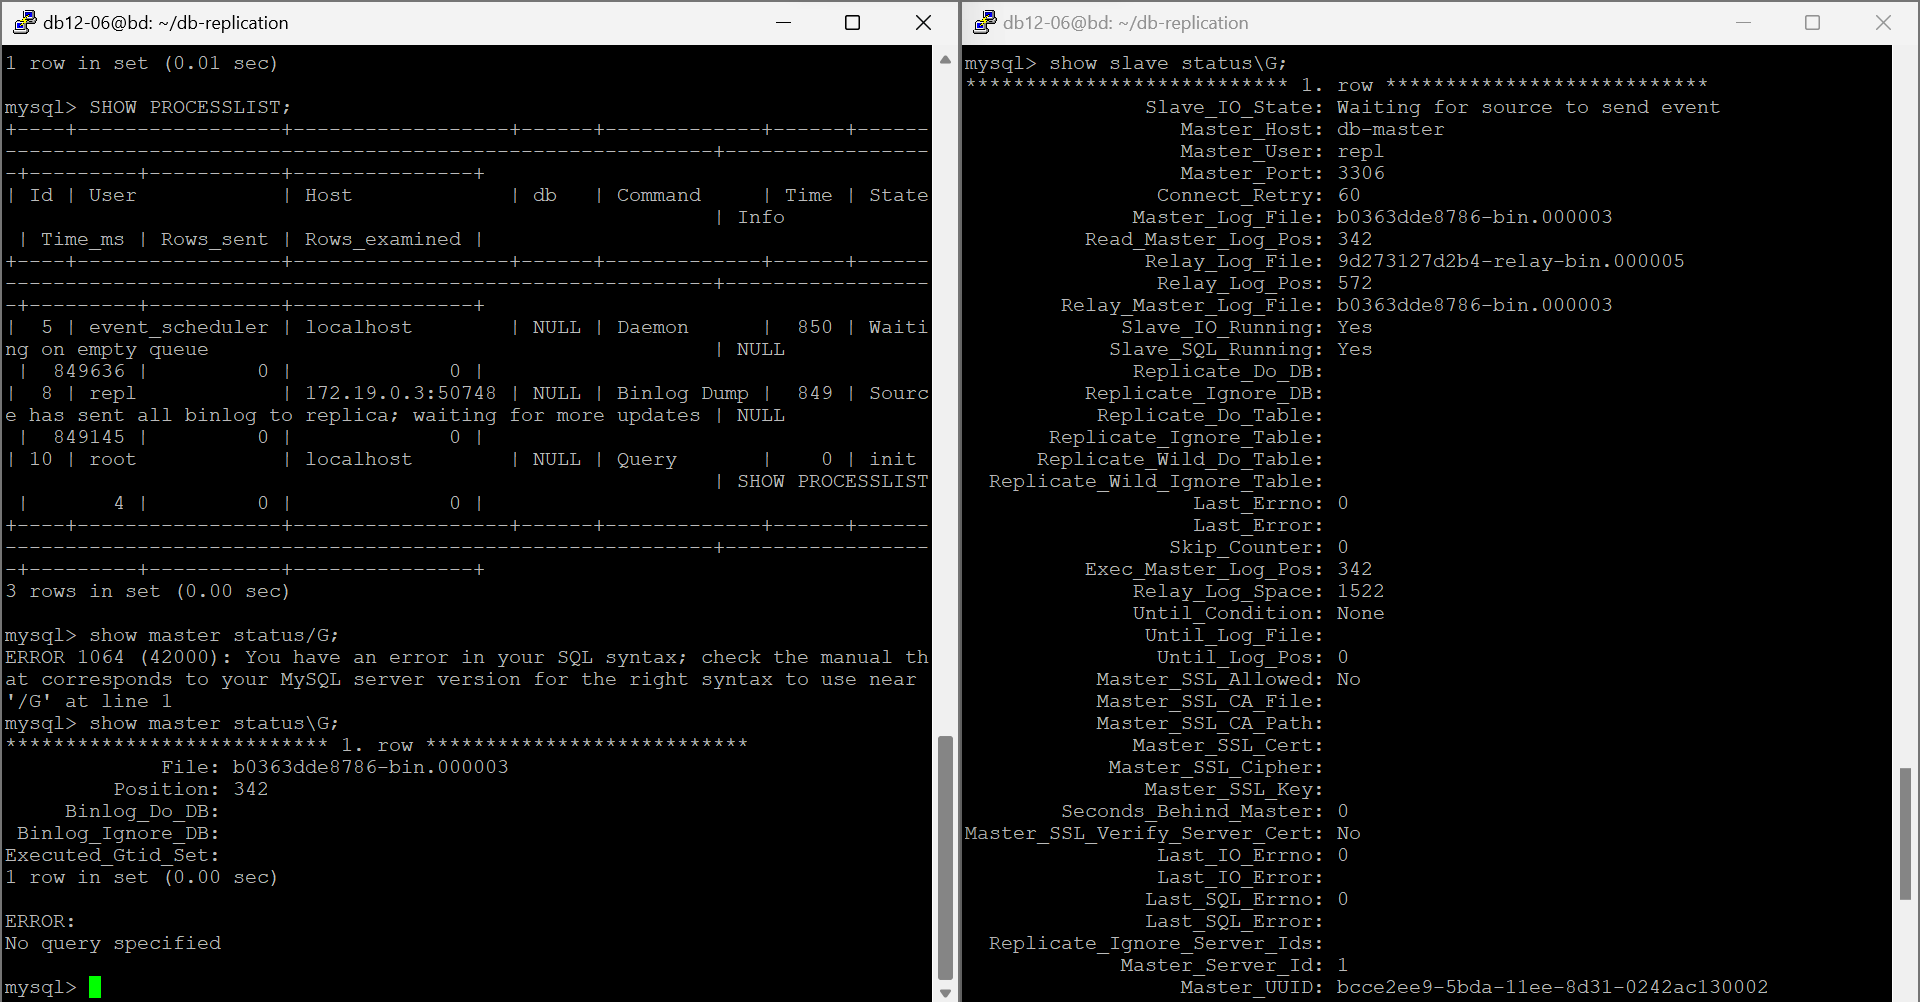 db12-06@bd: ~/db-replication
1 row in set (0.01 sec)
mysql> SHOW PROCESSLIST;
+----+-----------------+-------------------+------+-------------+------+------
-----------------------------------------------------------+-----------------
-+---------+-----------+---------------+
| Id | User            | Host              | db   | Command     | Time | State
                                                           | Info
 | Time_ms | Rows_sent | Rows_examined |
+----+-----------------+-------------------+------+-------------+------+------
-----------------------------------------------------------+-----------------
-+---------+-----------+---------------+
|  5 | event_scheduler | localhost         | NULL | Daemon      |  850 | Waiti
ng on empty queue                                          | NULL
 |  849636 |         0 |             0 |
|  8 | repl            | 172.19.0.3:50748 | NULL | Binlog Dump |  849 | Sourc
e has sent all binlog to replica; waiting for more updates | NULL
 |  849145 |         0 |             0 |
| 10 | root            | localhost         | NULL | Query       |    0 | init
                                                           | SHOW PROCESSLIST
 |       4 |         0 |             0 |
+----+-----------------+-------------------+------+-------------+------+------
-----------------------------------------------------------+-----------------
-+---------+-----------+---------------+
3 rows in set (0.00 sec)
mysql> show master status/G;
ERROR 1064 (42000): You have an error in your SQL syntax; check the manual th
at corresponds to your MySQL server version for the right syntax to use near
'/G' at line 1
mysql> show master status\G;
*************************** 1. row ***************************
File: b0363dde8786-bin.000003
Position: 342
Binlog_Do_DB:
Binlog_Ignore_DB:
Executed_Gtid_Set:
1 row in set (0.00 sec)
ERROR:
No query specified
mysql>
db12-06@bd: ~/db-replication
mysql> show slave status\G;
*************************** 1. row ***************************
Slave_IO_State: Waiting for source to send event
Master_Host: db-master
Master_User: repl
Master_Port: 3306
Connect_Retry: 60
Master_Log_File: b0363dde8786-bin.000003
Read_Master_Log_Pos: 342
Relay_Log_File: 9d273127d2b4-relay-bin.000005
Relay_Log_Pos: 572
Relay_Master_Log_File: b0363dde8786-bin.000003
Slave_IO_Running: Yes
Slave_SQL_Running: Yes
Replicate_Do_DB:
Replicate_Ignore_DB:
Replicate_Do_Table:
Replicate_Ignore_Table:
Replicate_Wild_Do_Table:
Replicate_Wild_Ignore_Table:
Last_Errno: 0
Last_Error:
Skip_Counter: 0
Exec_Master_Log_Pos: 342
Relay_Log_Space: 1522
Until_Condition: None
Until_Log_File:
Until_Log_Pos: 0
Master_SSL_Allowed: No
Master_SSL_CA_File:
Master_SSL_CA_Path:
Master_SSL_Cert:
Master_SSL_Cipher:
Master_SSL_Key:
Seconds_Behind_Master: 0
Master_SSL_Verify_Server_Cert: No
Last_IO_Errno: 0
Last_IO_Error:
Last_SQL_Errno: 0
Last_SQL_Error:
Replicate_Ignore_Server_Ids:
Master_Server_Id: 1
Master_UUID: bcce2ee9-5bda-11ee-8d31-0242ac130002